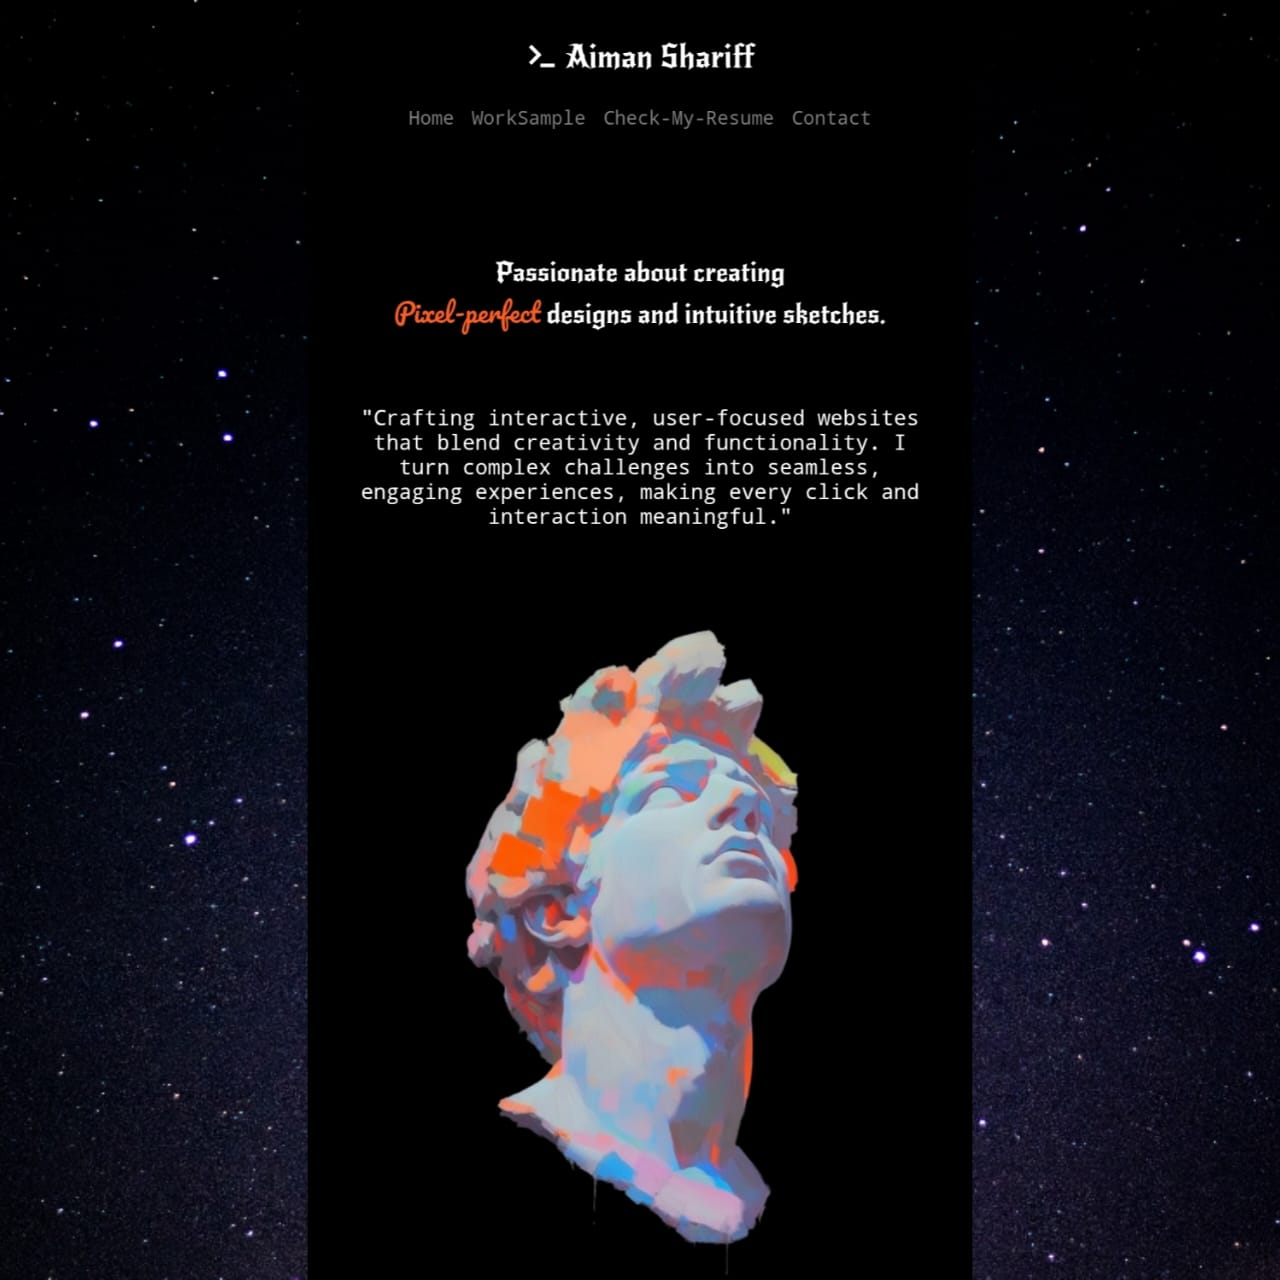 >_ Aiman Shariff
Home WorkSample Check-My-Resume Contact
Passionate about creating
Pixel-perfect designs and intuitive sketches.
"Crafting interactive, user-focused websites
that blend creativity and functionality. I
turn complex challenges into seamless,
engaging experiences, making every click and
interaction meaningful."